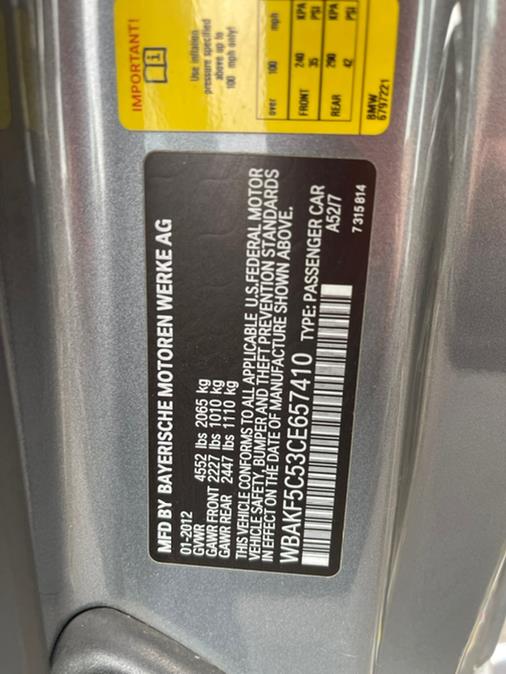 IMPORTANT!
Use inflation
pressure specified
above up to
100 mph only!
over 100 mph
KPA
PSI
FRONT 240 35
KPA
PSI
REAR 290 42
BMW
6797221
MFD BY BAYERISCHE MOTOREN WERKE AG
01-2012
GVWR 4552 lbs 2065 kg
GAWR FRONT 2227 lbs 1010 kg
GAWR REAR 2447 lbs 1110 kg
THIS VEHICLE CONFORMS TO ALL APPLICABLE U.S.FEDERAL MOTOR
VEHICLE SAFETY, BUMPER AND THEFT PREVENTION STANDARDS
IN EFFECT ON THE DATE OF MANUFACTURE SHOWN ABOVE.
WBAKF5C53CE657410 TYPE: PASSENGER CAR
A52/7
7 315 814